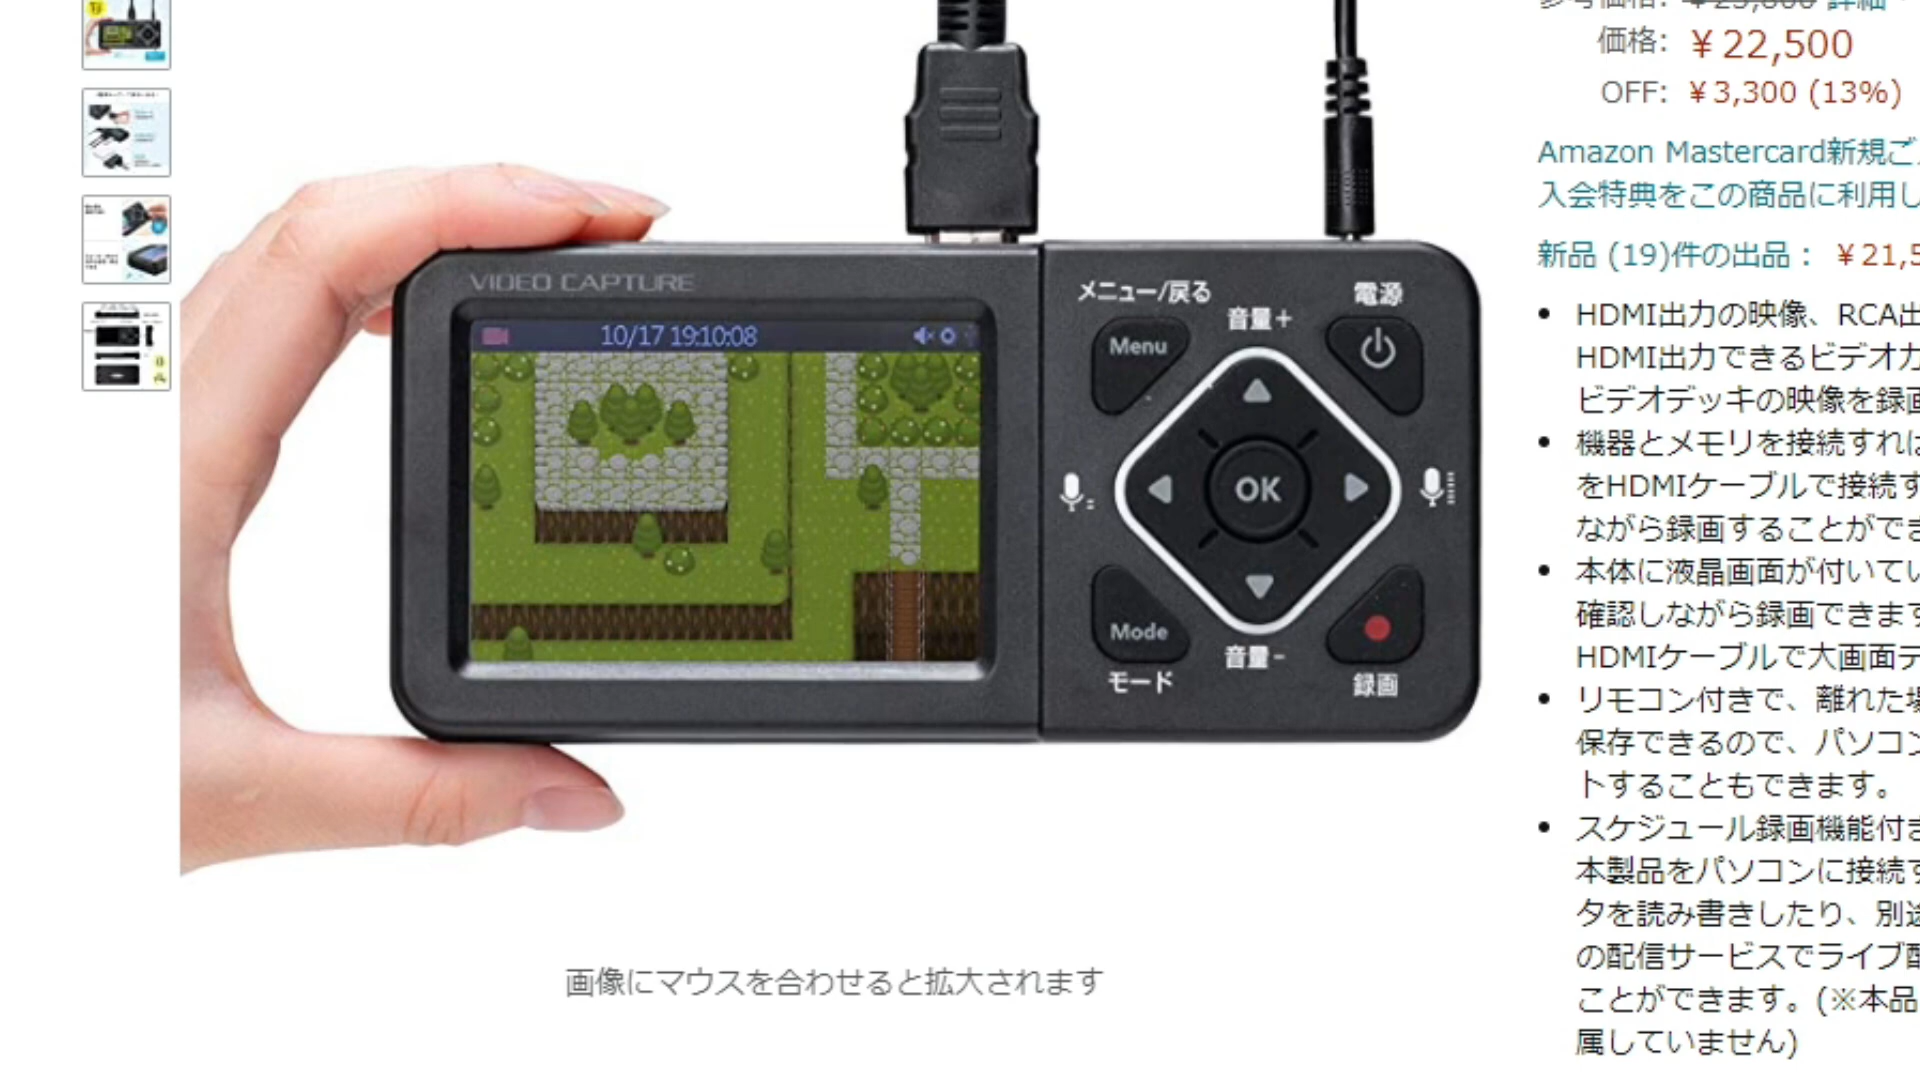 価格: ¥22,500
OFF: ¥3,300 (13%)
Amazon Mastercard新規ご
入会特典をこの商品に利用し
新品 (19)件の出品: ¥21,5
• HDMI出力の映像、RCA出
HDMI出力できるビデオカ
ビデオデッキの映像を録画
• 機器とメモリを接続すれば
をHDMIケーブルで接続す
ながら録画することができ
• 本体に液晶画面が付いてい
確認しながら録画できます
HDMIケーブルで大画面テ
• リモコン付きで、離れた場
保存できるので、パソコン
トすることもできます。
• スケジュール録画機能付き
本製品をパソコンに接続す
タを読み書きしたり、別途
の配信サービスでライブ配
ことができます。(※本品
属していません)
VIDEO CAPTURE
10/17 19:10:08
メニュー/戻る
電源
音量+
Menu
OK
Mode
モード
音量-
録画
画像にマウスを合わせると拡大されます